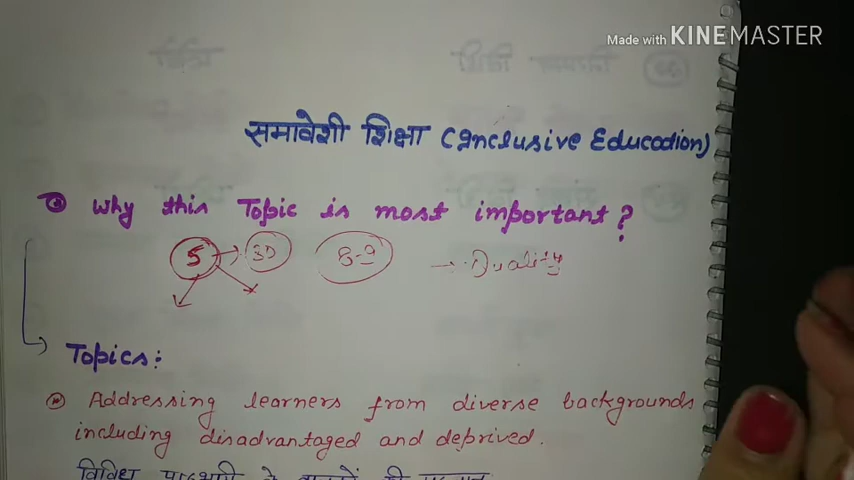 Made with KINEMASTER
समावेशी शिक्षा (Inclusive Education)
Why this Topic is most important?
5 → 30 8-9 → Quality
Topics:
Addressing learners from diverse backgrounds
including disadvantaged and deprived.
विविध